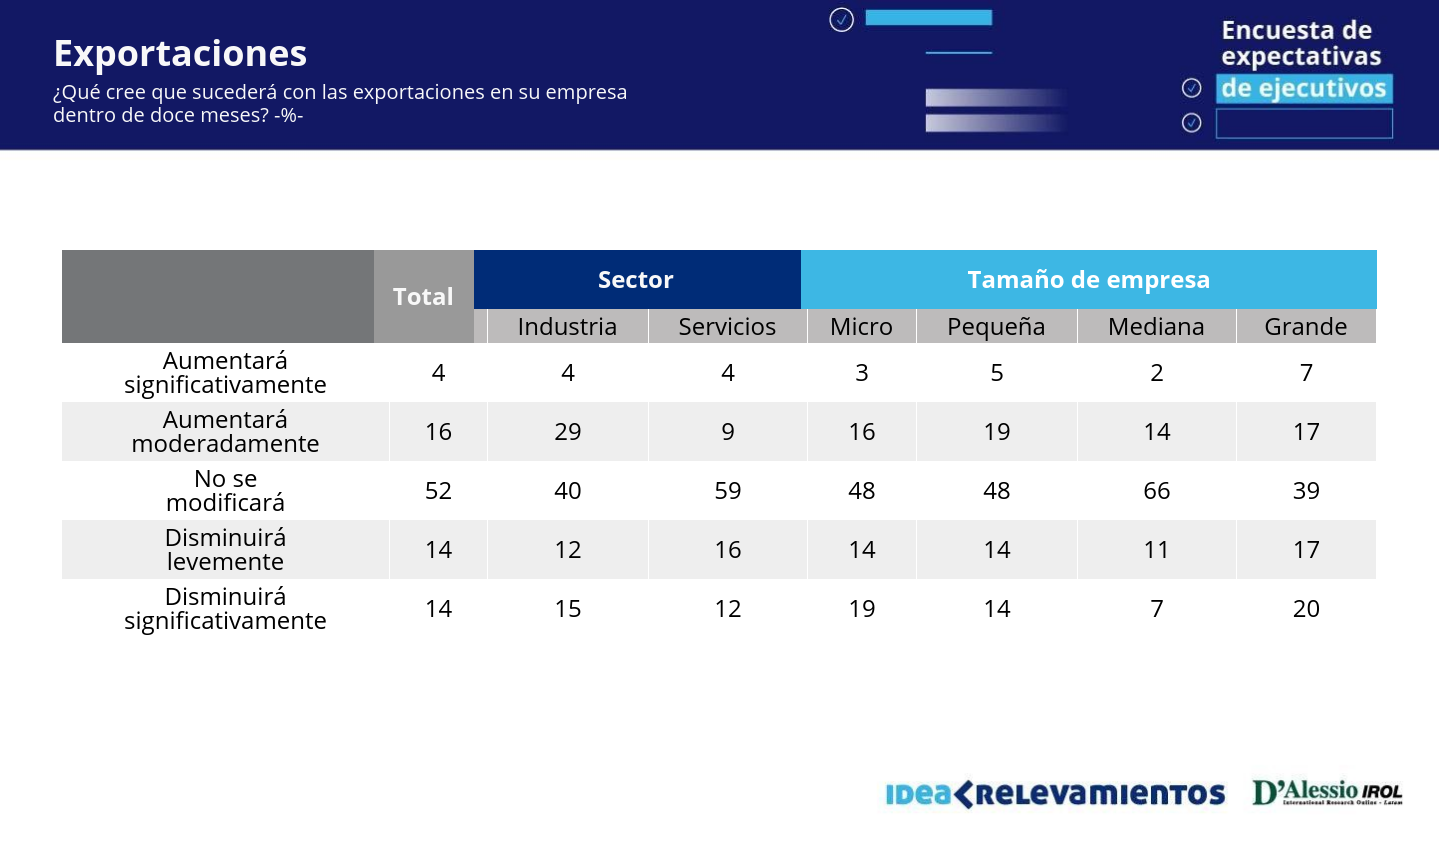 Exportaciones
¿Qué cree que sucederá con las exportaciones en su empresa
dentro de doce meses? -%-
Encuesta de
expectativas
de ejecutivos
Total Sector Tamaño de empresa
Industria Servicios Micro Pequeña Mediana Grande
Aumentará
significativamente 4 4 4 3 5 2 7
Aumentará
moderadamente 16 29 9 16 19 14 17
No se
modificará 52 40 59 48 48 66 39
Disminuirá
levemente 14 12 16 14 14 11 17
Disminuirá
significativamente 14 15 12 19 14 7 20
IDea RELEVAMIENTOS D'Alessio IROL
International Research Online - Latam